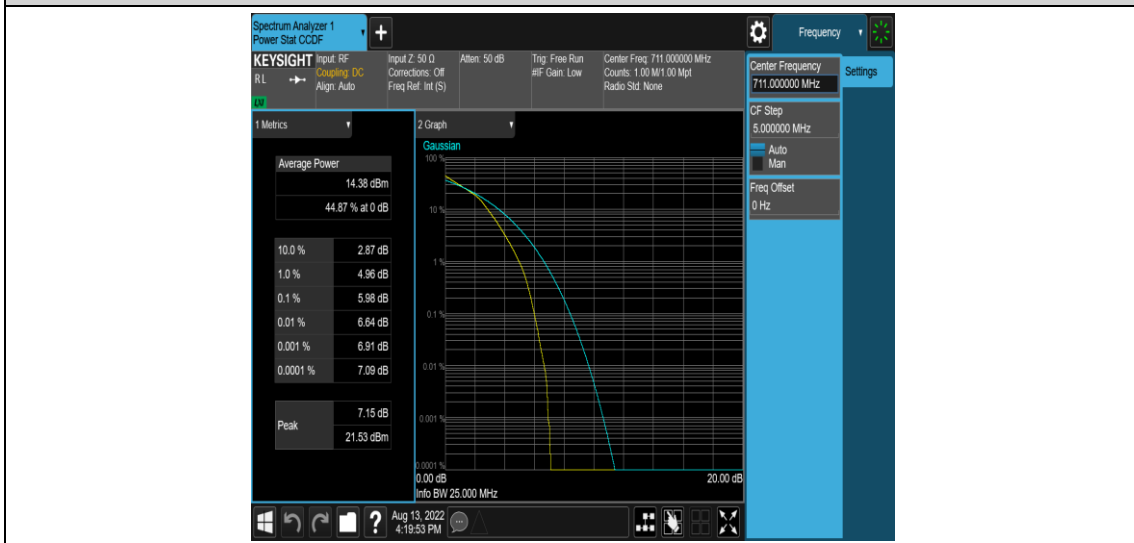 Spectrum Analyzer 1
Power Stat CCDF
Frequency
KEYSIGHT
RL
LNI
Input: RF
Coupling: DC
Align: Auto
Input Z: 50 Ω
Corrections: Off
Freq Ref: Int (S)
Atten: 50 dB
Trig: Free Run
#IF Gain: Low
Center Freq: 711.000000 MHz
Counts: 1.00 M/1.00 Mpt
Radio Std: None
Center Frequency
711.000000 MHz
Settings
CF Step
5.000000 MHz
Auto
Man
Freq Offset
0 Hz
1 Metrics
Average Power
14.38 dBm
44.87 % at 0 dB
10.0 % 2.87 dB
1.0 % 4.96 dB
0.1 % 5.98 dB
0.01 % 6.64 dB
0.001 % 6.91 dB
0.0001 % 7.09 dB
Peak 7.15 dB
21.53 dBm
2 Graph
Gaussian
100 %
10 %
1 %
0.1 %
0.01 %
0.001 %
0.0001 %
0.00 dB 20.00 dB
Info BW 25.000 MHz
Aug 13, 2022
4:19:53 PM